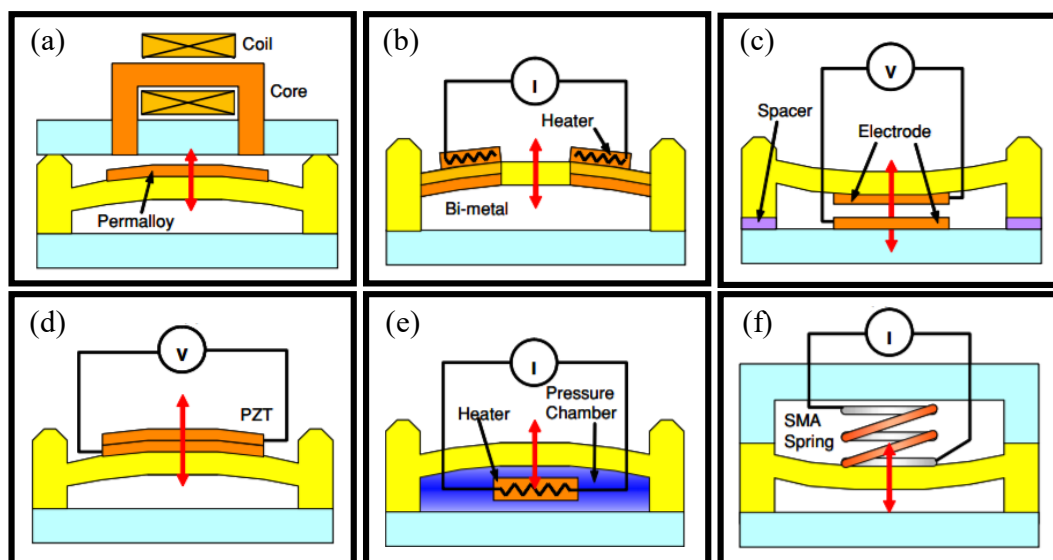 (a)
Coil
Core
Permalloy
(b)
I
Heater
Bi-metal
(c)
V
Spacer
Electrode
(d)
V
PZT
(e)
I
Heater
Pressure
Chamber
(f)
I
SMA
Spring